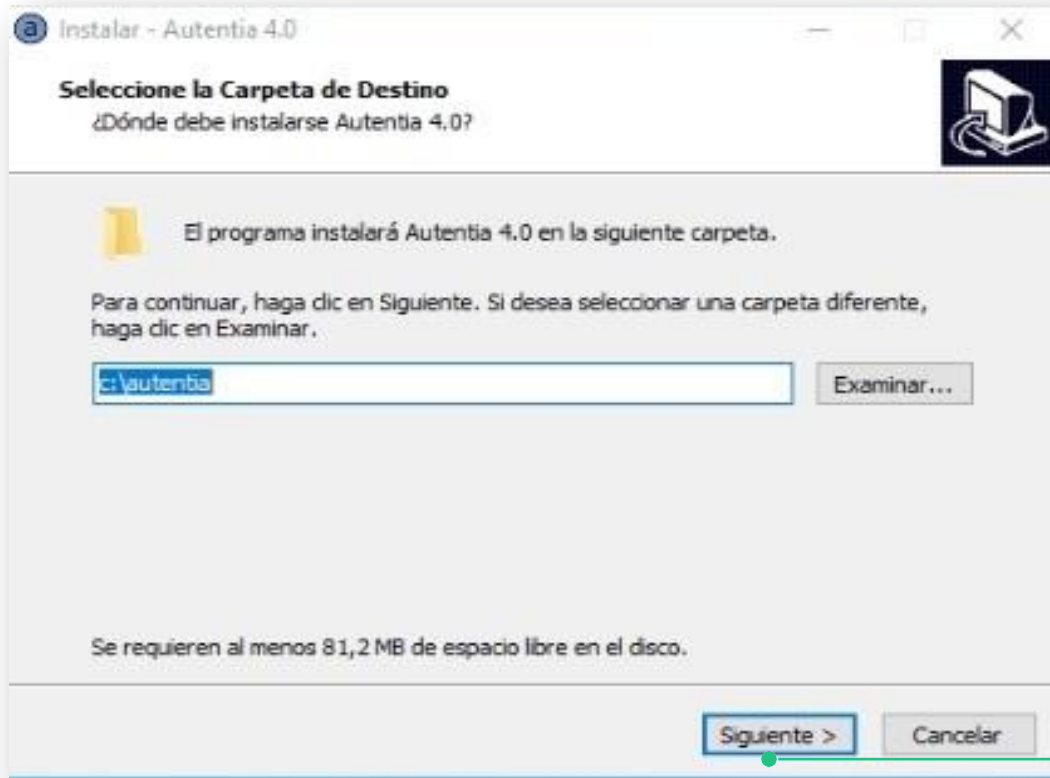 Instalar - Autentia 4.0
Seleccione la Carpeta de Destino
¿Dónde debe instalarse Autentia 4.0?
El programa instalará Autentia 4.0 en la siguiente carpeta.
Para continuar, haga clic en Siguiente. Si desea seleccionar una carpeta diferente,
haga clic en Examinar.
c:\autentia
Examinar...
Se requieren al menos 81,2 MB de espacio libre en el disco.
Siguiente >
Cancelar